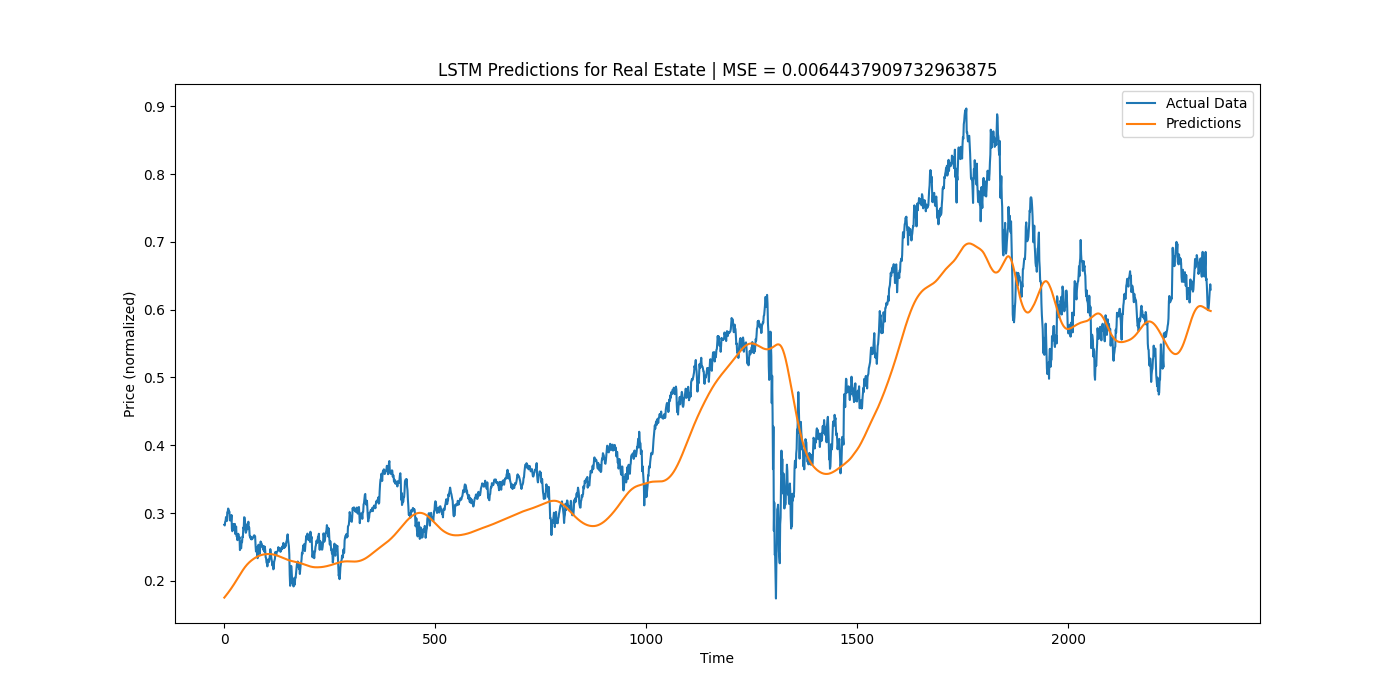 LSTM Predictions for Real Estate | MSE = 0.0064437909732963875
Actual Data
Predictions
0.9
0.8
0.7
0.6
0.5
0.4
0.3
0.2
Price (normalized)
0 500 1000 1500 2000
Time